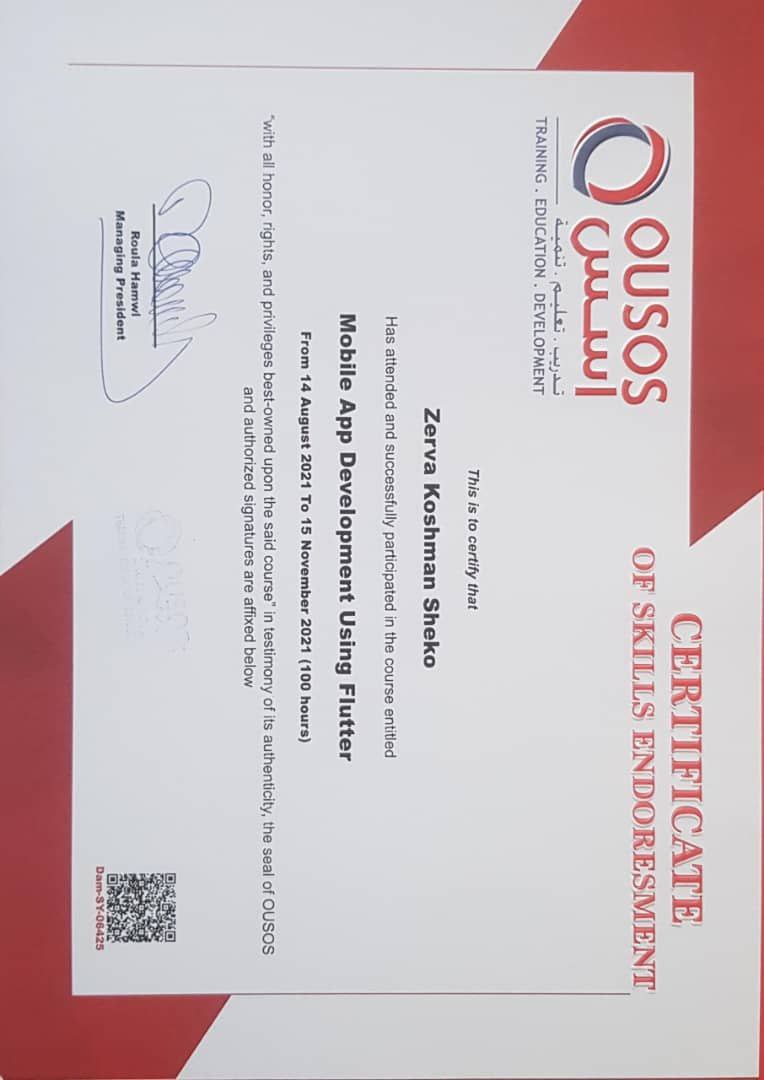 OUSOS
اسس
تدريب . تعليم . تنمية
TRAINING . EDUCATION . DEVELOPMENT
CERTIFICATE
OF SKILLS ENDORESMENT
This is to certify that
Zerva Koshman Sheko
Has attended and successfully participated in the course entitled
Mobile App Development Using Flutter
From 14 August 2021 To 15 November 2021 (100 hours)
"with all honor, rights, and privileges best-owned upon the said course" in testimony of its authenticity, the seal of OUSOS
and authorized signatures are affixed below
Roula Hamwi
Managing President
OUSOS
Dam-SY-06425